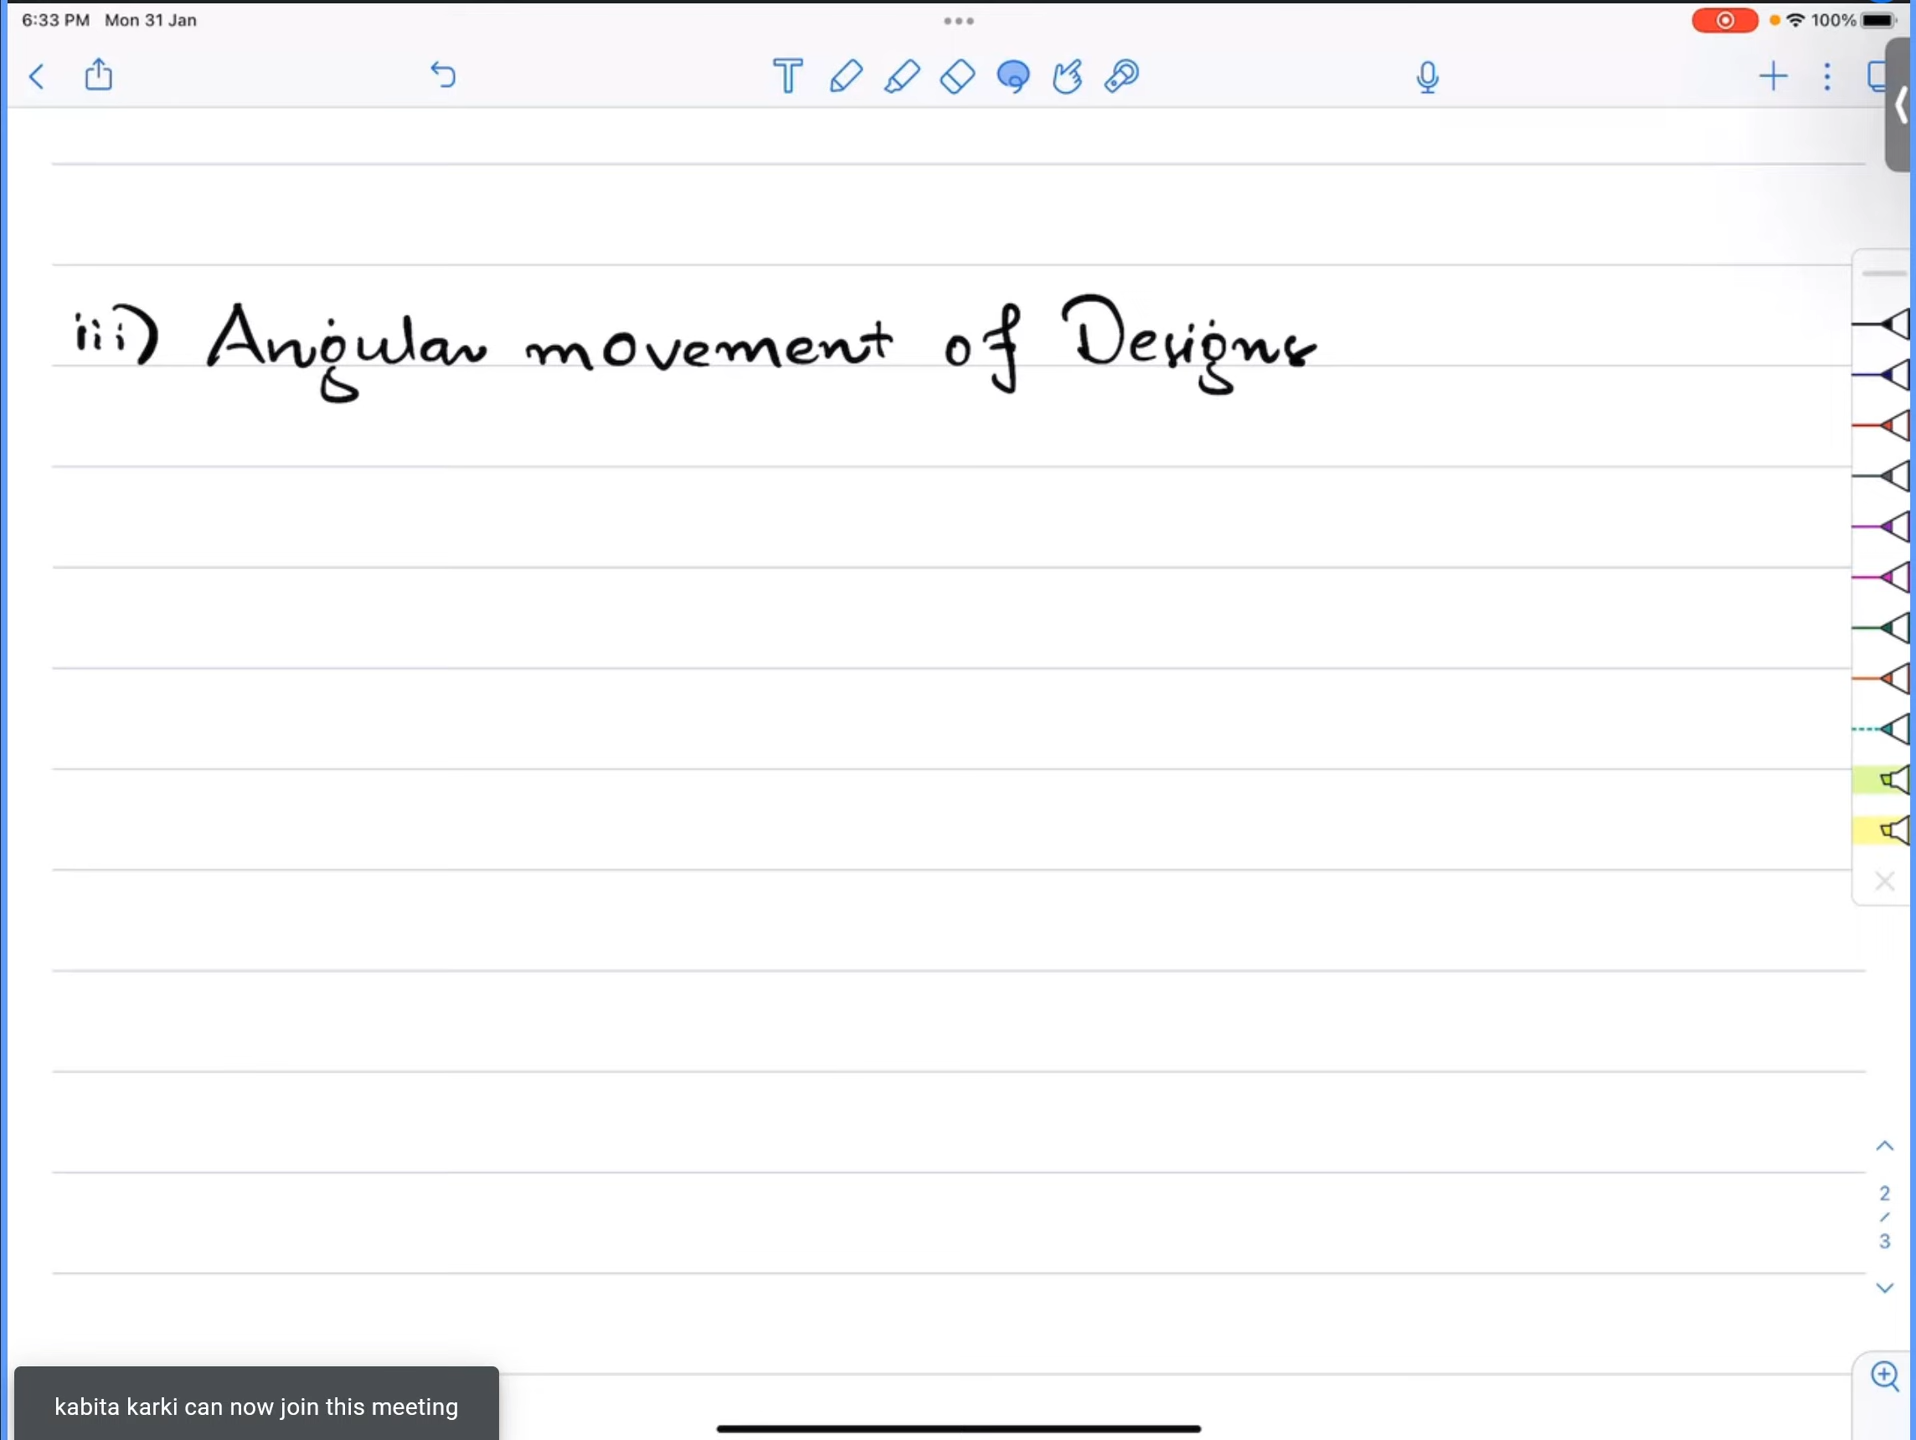 6:33 PM Mon 31 Jan
100%
iii) Angular movement of Designs
2
/
3
kabita karki can now join this meeting